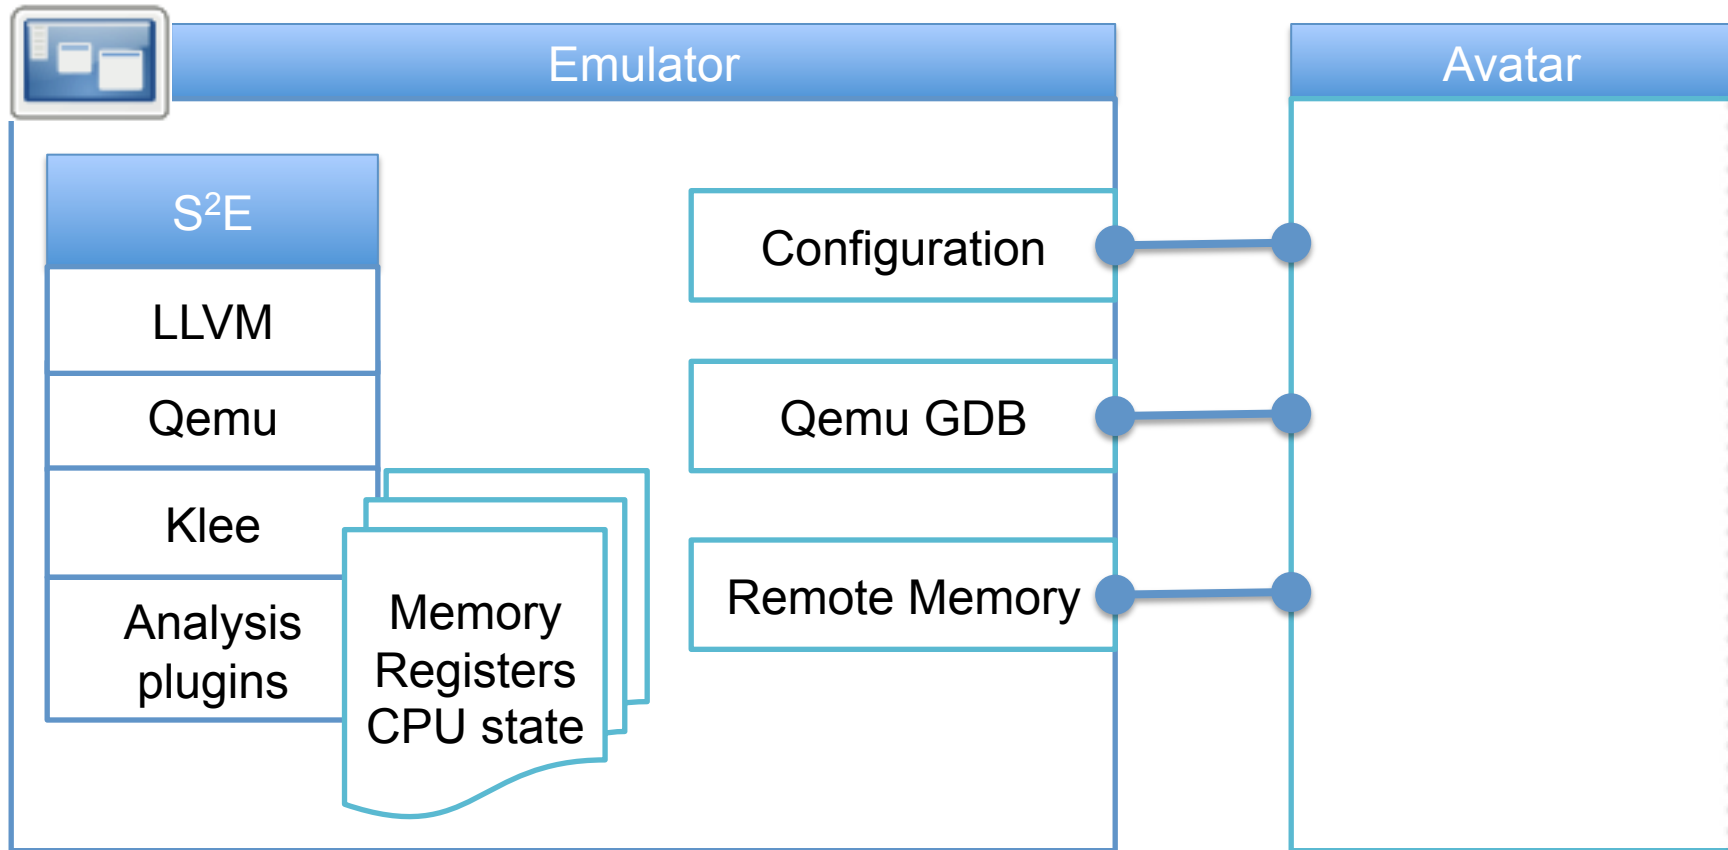 Emulator
Avatar
S²E
LLVM
Qemu
Klee
Analysis
plugins
Memory
Registers
CPU state
Configuration
Qemu GDB
Remote Memory